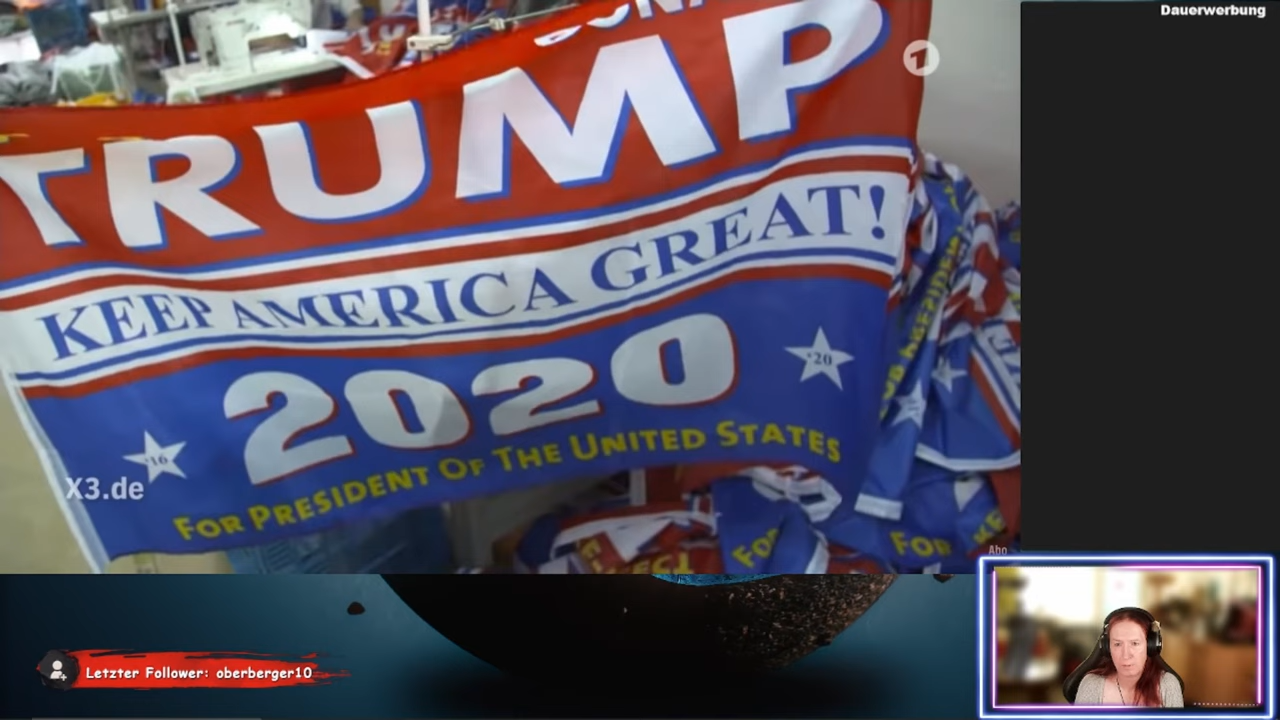 Dauerwerbung
TRUMP
KEEP AMERICA GREAT!
2020
'20
'16
FOR PRESIDENT OF THE UNITED STATES
X3.de
FOR
FOR
Abo
Letzter Follower: oberberger10